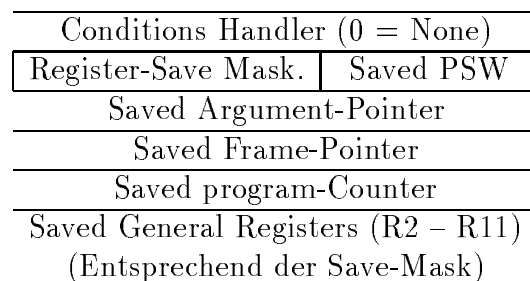 Conditions Handler (0 = None)
Register-Save Mask. Saved PSW
Saved Argument-Pointer
Saved Frame-Pointer
Saved program-Counter
Saved General Registers (R2 – R11)
(Entsprechend der Save-Mask)